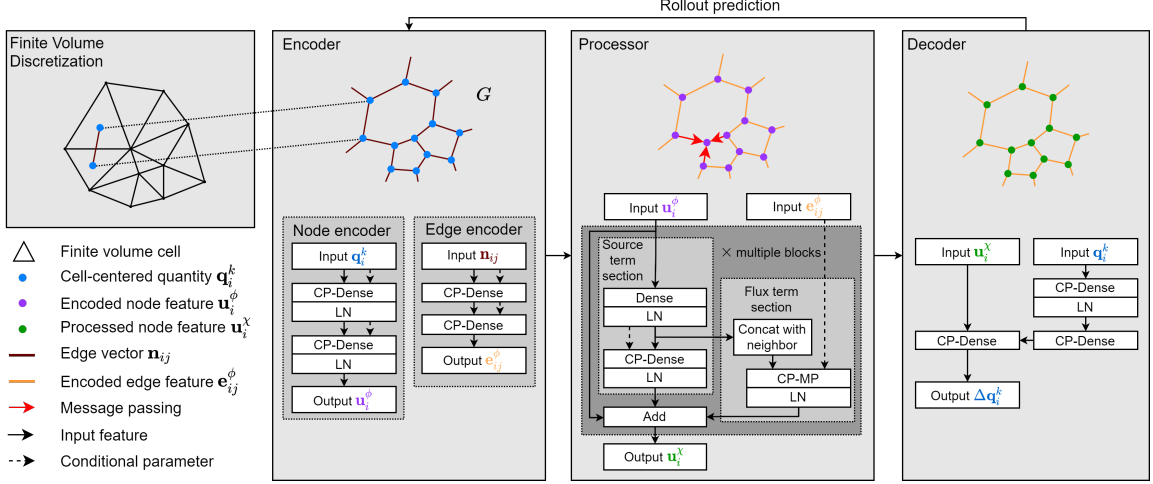 Rollout prediction
Finite Volume
Discretization
Finite volume cell
Cell-centered quantity q_i^k
Encoded node feature u_i^ϕ
Processed node feature u_i^χ
Edge vector n_ij
Encoded edge feature e_ij^ϕ
Message passing
Input feature
Conditional parameter
Encoder
G
Node encoder
Input q_i^k
CP-Dense
LN
CP-Dense
LN
Output u_i^ϕ
Edge encoder
Input n_ij
CP-Dense
CP-Dense
Output e_ij^ϕ
Processor
Input u_i^ϕ
Input e_ij^ϕ
Source
term
section
× multiple blocks
Dense
LN
CP-Dense
LN
Flux term
section
Concat with
neighbor
CP-MP
LN
Add
Output u_i^χ
Decoder
Input u_i^χ
Input q_i^k
CP-Dense
LN
CP-Dense
CP-Dense
Output Δq_i^k